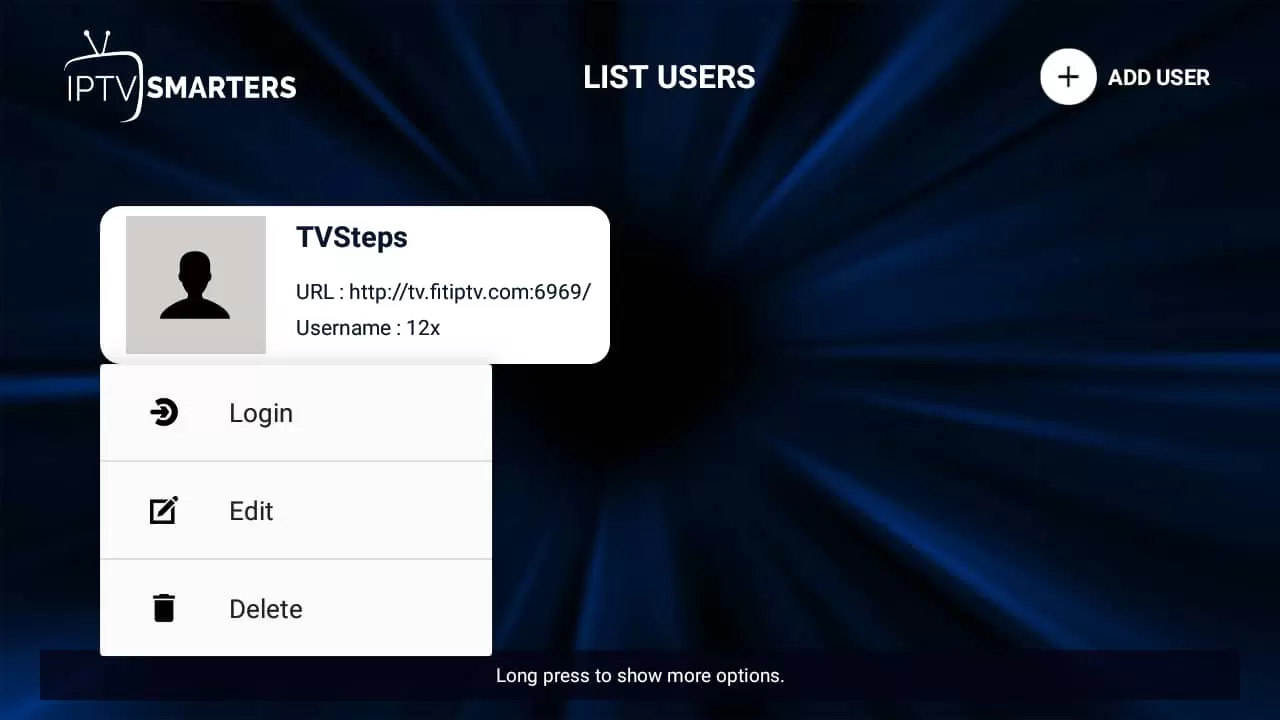 IPTV SMARTERS
LIST USERS
ADD USER
TVSteps
URL : http://tv.fitiptv.com:6969/
Username : 12x
Login
Edit
Delete
Long press to show more options.